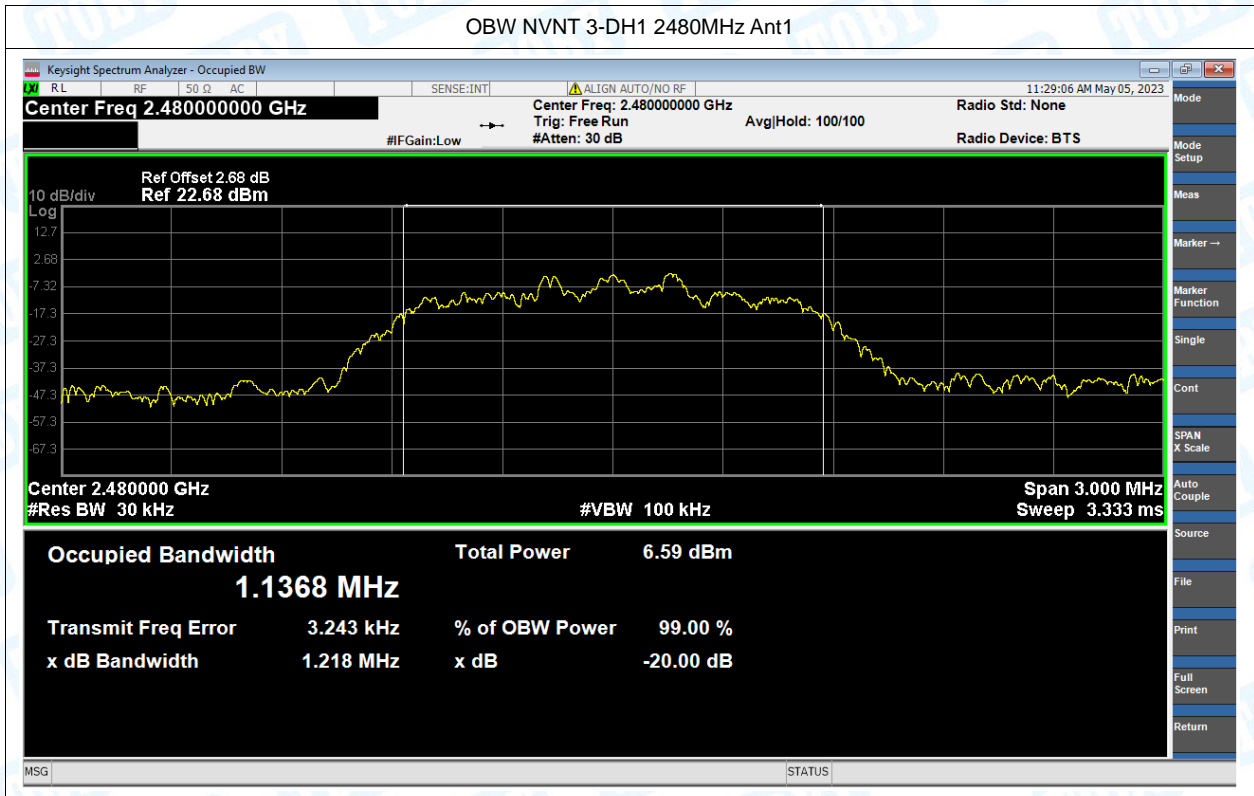 OBW NVNT 3-DH1 2480MHz Ant1
Keysight Spectrum Analyzer - Occupied BW
LXI RL RF 50 Ω AC SENSE:INT ALIGN AUTO/NO RF 11:29:06 AM May 05, 2023
Center Freq 2.480000000 GHz
Center Freq: 2.480000000 GHz
Radio Std: None
Trig: Free Run
Avg|Hold: 100/100
#IFGain:Low
#Atten: 30 dB
Radio Device: BTS
Ref Offset 2.68 dB
10 dB/div Ref 22.68 dBm
Log
12.7
2.68
-7.32
-17.3
-27.3
-37.3
-47.3
-57.3
-67.3
Center 2.480000 GHz
Span 3.000 MHz
#Res BW 30 kHz
#VBW 100 kHz
Sweep 3.333 ms
Occupied Bandwidth
1.1368 MHz
Total Power 6.59 dBm
Transmit Freq Error 3.243 kHz
% of OBW Power 99.00 %
x dB Bandwidth 1.218 MHz
x dB -20.00 dB
MSG
STATUS
Mode
Mode
Setup
Meas
Marker →
Marker
Function
Single
Cont
SPAN
X Scale
Auto
Couple
Source
File
Print
Full
Screen
Return
TOBY